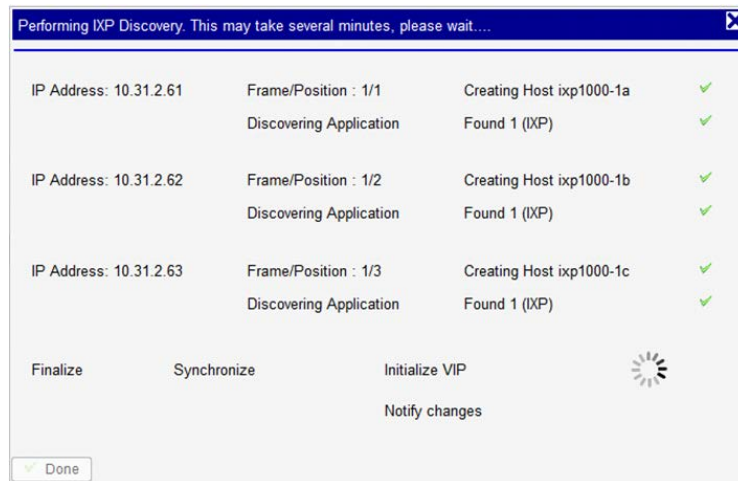 Performing IXP Discovery. This may take several minutes, please wait....
IP Address: 10.31.2.61 Frame/Position : 1/1 Creating Host ixp1000-1a
Discovering Application Found 1 (IXP)
IP Address: 10.31.2.62 Frame/Position : 1/2 Creating Host ixp1000-1b
Discovering Application Found 1 (IXP)
IP Address: 10.31.2.63 Frame/Position : 1/3 Creating Host ixp1000-1c
Discovering Application Found 1 (IXP)
Finalize Synchronize Initialize VIP
Notify changes
Done